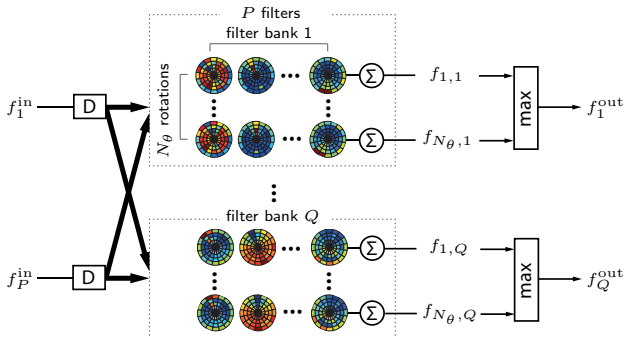 P filters
filter bank 1
N_θ rotations
f_1^in
D
Σ
f_{1,1}
max
f_1^out
Σ
f_{N_θ,1}
filter bank Q
f_P^in
D
Σ
f_{1,Q}
max
f_Q^out
Σ
f_{N_θ,Q}